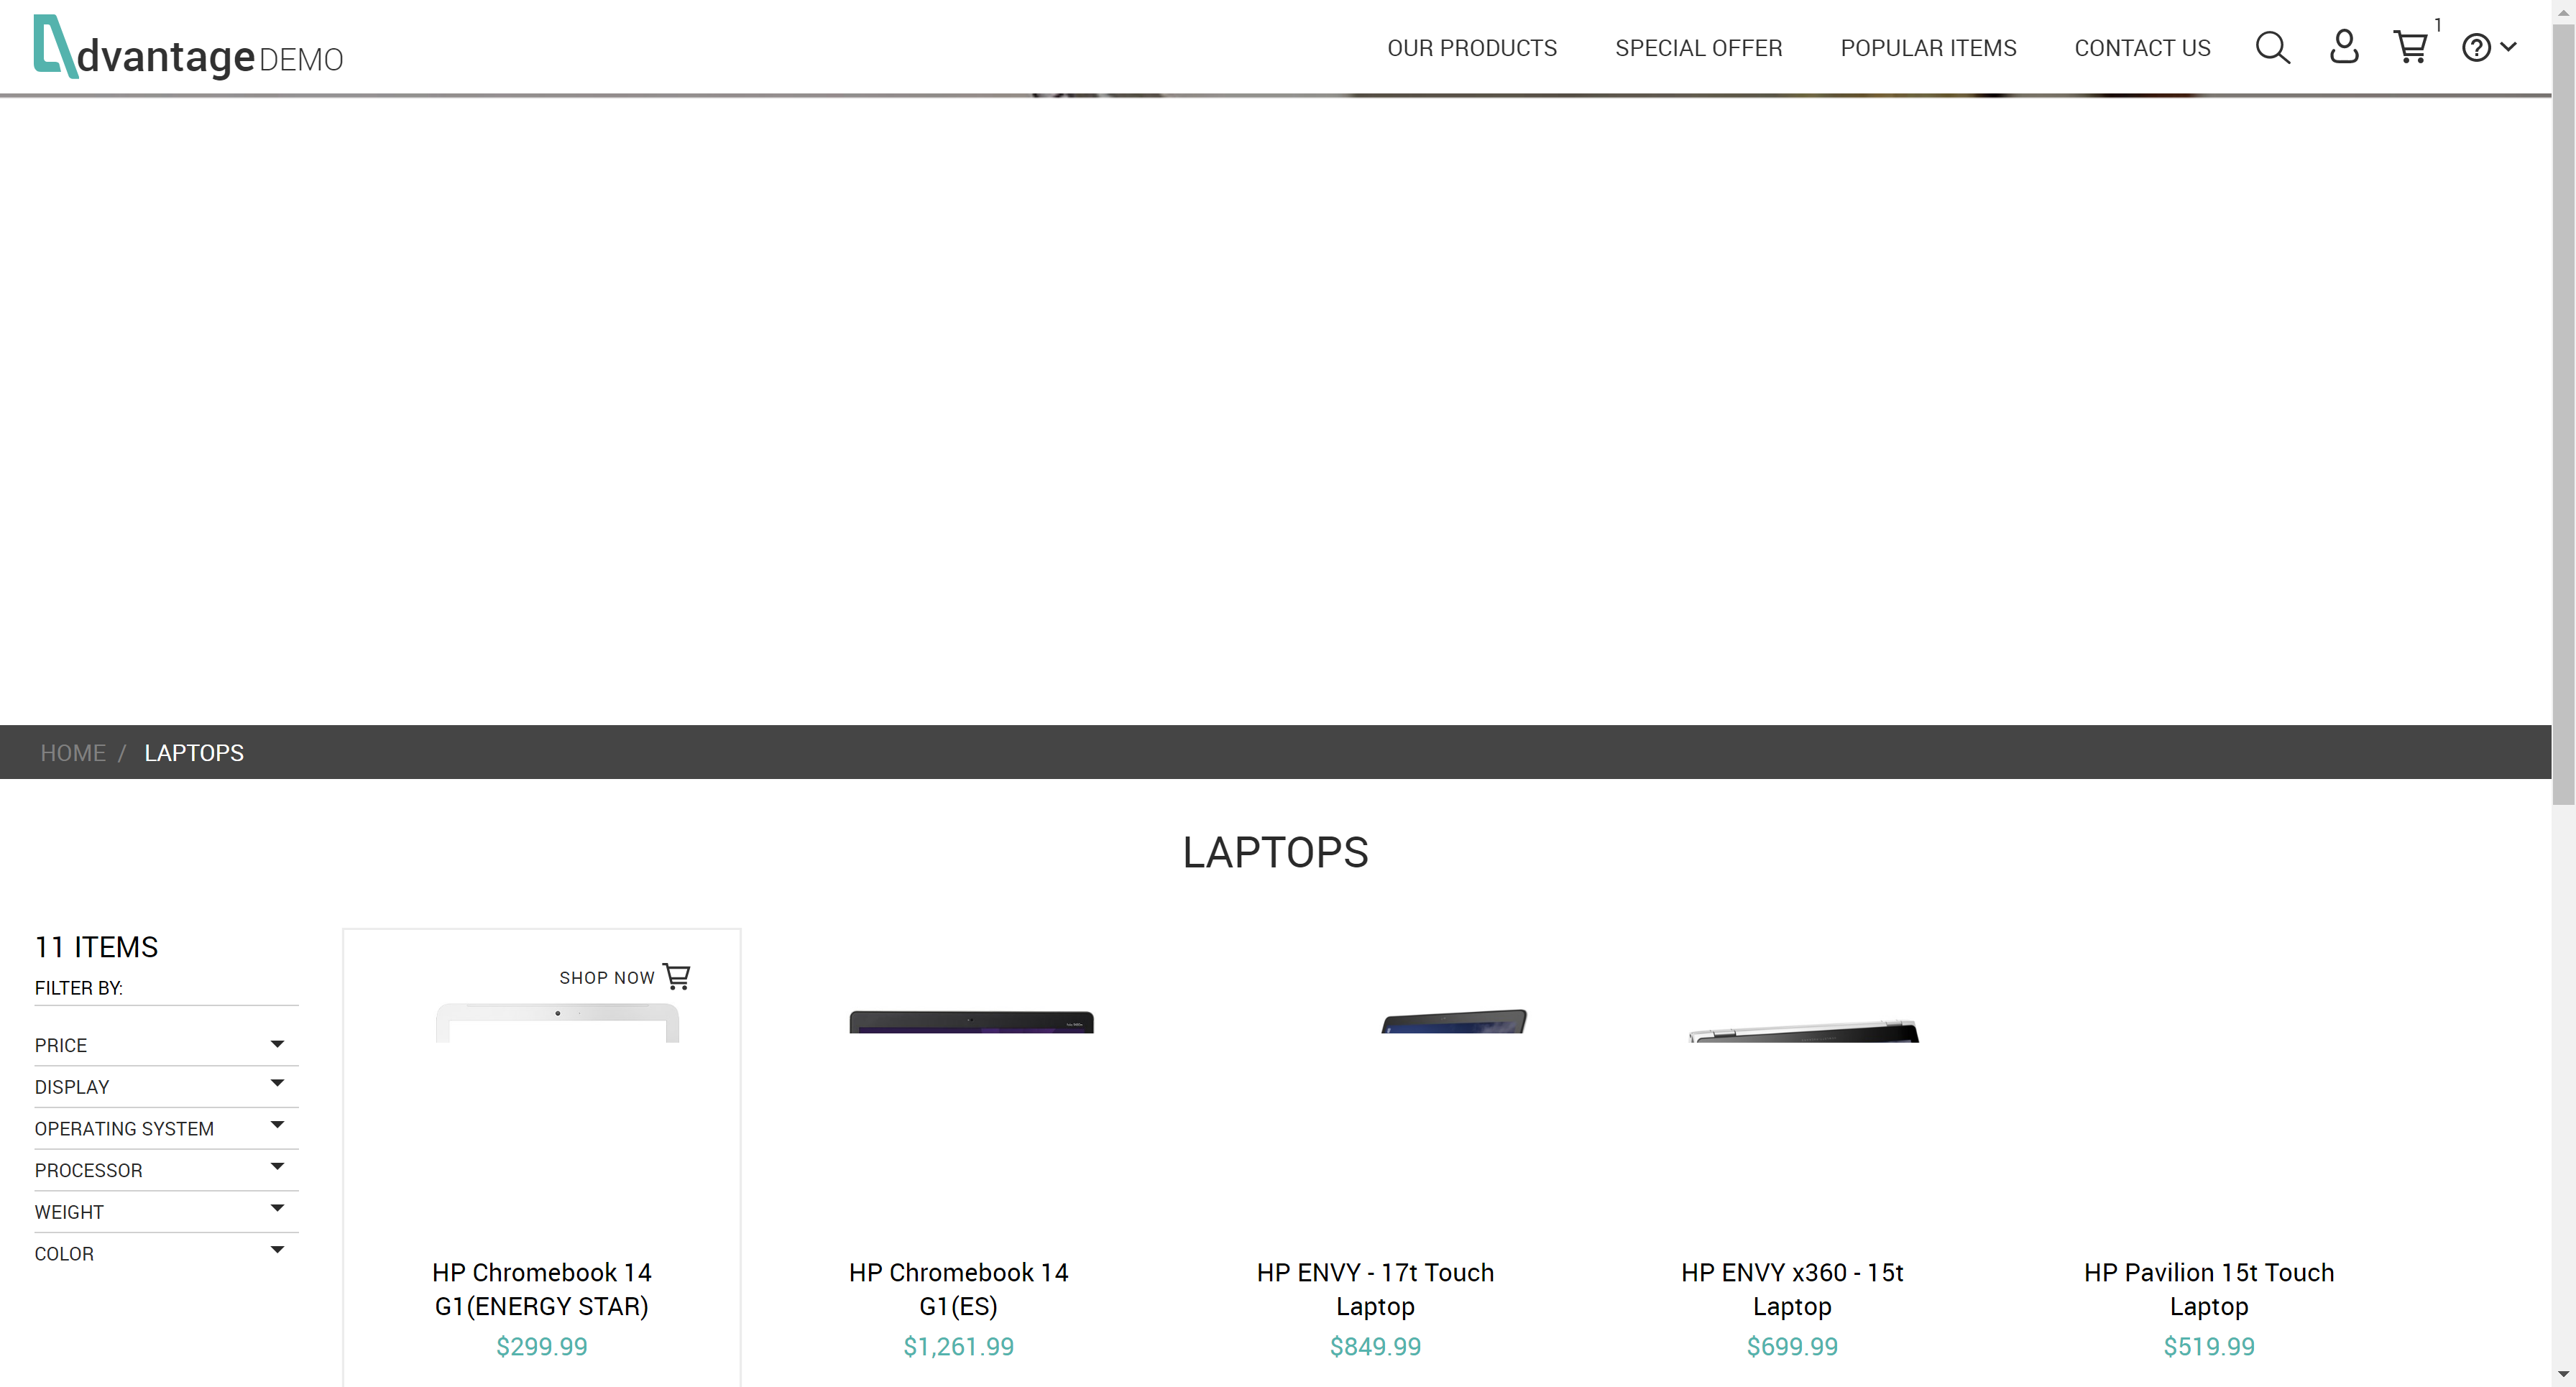 dvantage DEMO
OUR PRODUCTS
SPECIAL OFFER
POPULAR ITEMS
CONTACT US
1
HOME / LAPTOPS
LAPTOPS
11 ITEMS
FILTER BY:
PRICE
DISPLAY
OPERATING SYSTEM
PROCESSOR
WEIGHT
COLOR
SHOP NOW
HP Chromebook 14
G1(ENERGY STAR)
$299.99
HP Chromebook 14
G1(ES)
$1,261.99
HP ENVY - 17t Touch
Laptop
$849.99
HP ENVY x360 - 15t
Laptop
$699.99
HP Pavilion 15t Touch
Laptop
$519.99